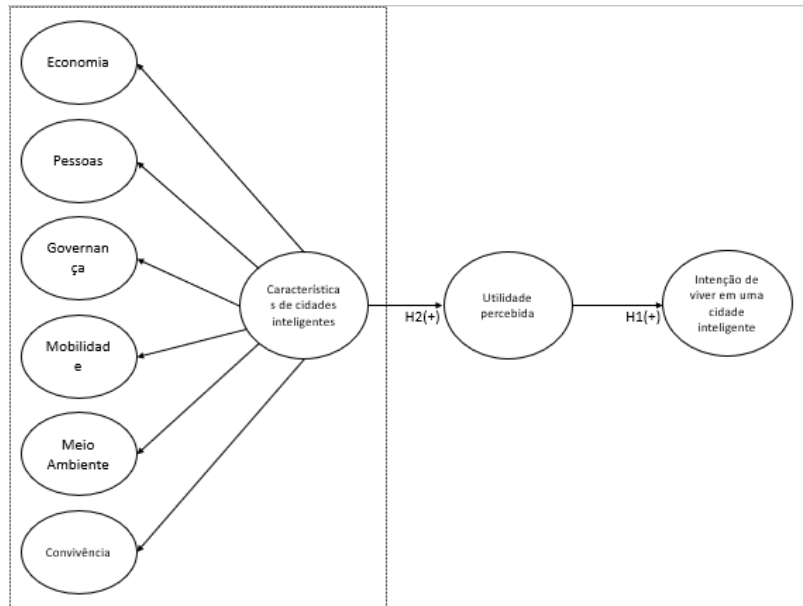 Economia
Pessoas
Governan
ça
Mobilidad
e
Meio
Ambiente
Convivência
Característica
s de cidades
inteligentes
H2(+)
Utilidade
percebida
H1(+)
Intenção de
viver em uma
cidade
inteligente